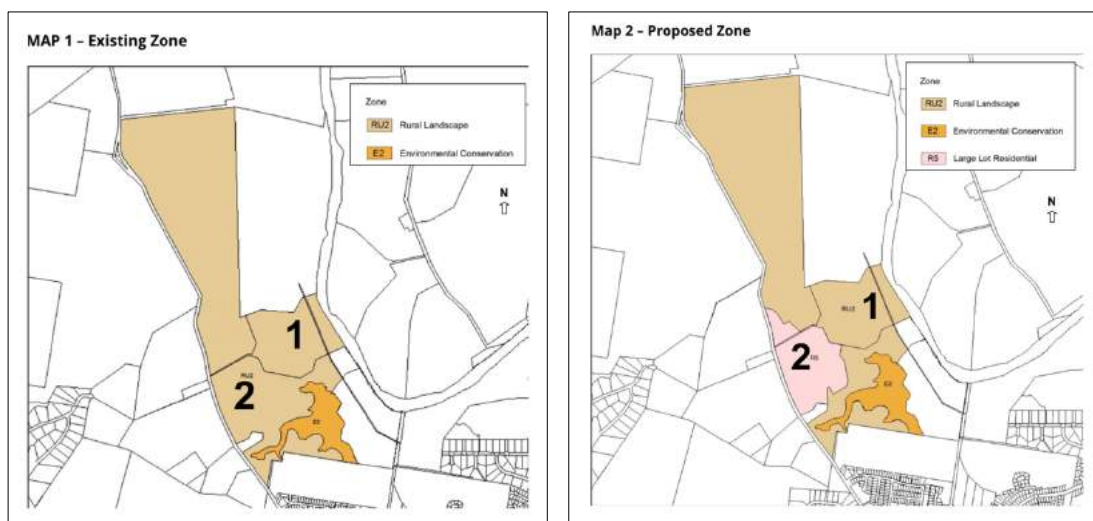 MAP 1 – Existing Zone
Zone
RU2 Rural Landscape
E2 Environmental Conservation
N
1
RU2
2
E2
Map 2 – Proposed Zone
Zone
RU2 Rural Landscape
E2 Environmental Conservation
R5 Large Lot Residential
N
RU2
1
2
R5
E2